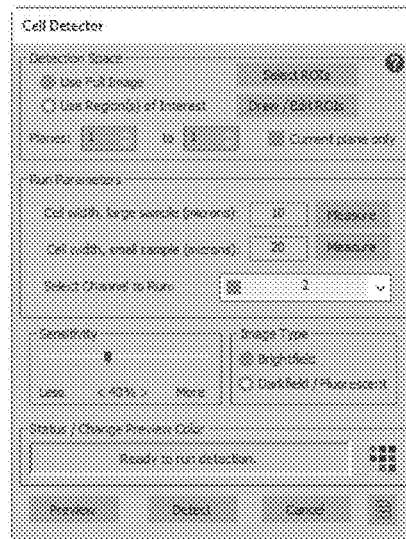 Cell Detector
Detection Space
Use Full Image
Select ROIs
Use Region(s) of Interest
Draw / Edit ROIs
Planes: 1 to 1 Current plane only
Run Parameters
Cell width, large sample (microns) 10 Measure
Cell width, small sample (microns) 20 Measure
Select Channel to Run: 2
Sensitivity
Less < 40% > More
Image Type
Brightfield
Darkfield / Fluorescent
Status / Change Preview Color
Ready to run detection.
Preview Detect Cancel